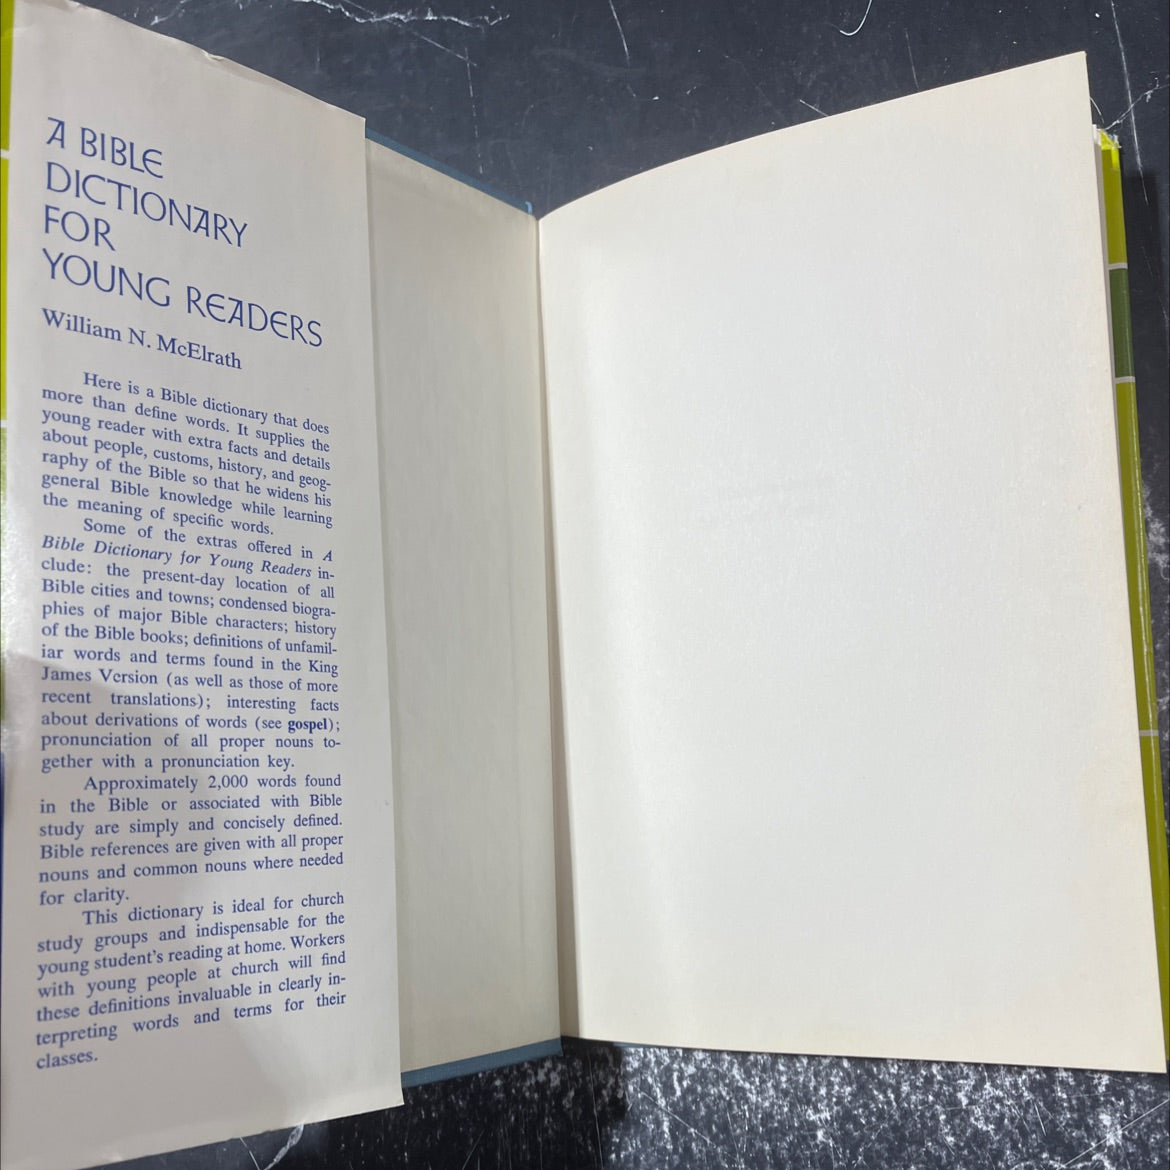 A BIBLE
DICTIONARY
FOR
YOUNG READERS
William N. McElrath
Here is a Bible dictionary that does
more than define words. It supplies the
young reader with extra facts and details
about people, customs, history, and geog-
raphy of the Bible so that he widens his
general Bible knowledge while learning
the meaning of specific words.
Some of the extras offered in A
Bible Dictionary for Young Readers in-
clude: the present-day location of all
Bible cities and towns; condensed biogra-
phies of major Bible characters; history
of the Bible books; definitions of unfamil-
iar words and terms found in the King
James Version (as well as those of more
recent translations); interesting facts
about derivations of words (see gospel);
pronunciation of all proper nouns to-
gether with a pronunciation key.
Approximately 2,000 words found
in the Bible or associated with Bible
study are simply and concisely defined.
Bible references are given with all proper
nouns and common nouns where needed
for clarity.
This dictionary is ideal for church
study groups and indispensable for the
young student's reading at home. Workers
with young people at church will find
these definitions invaluable in clearly in-
terpreting words and terms for their
classes.